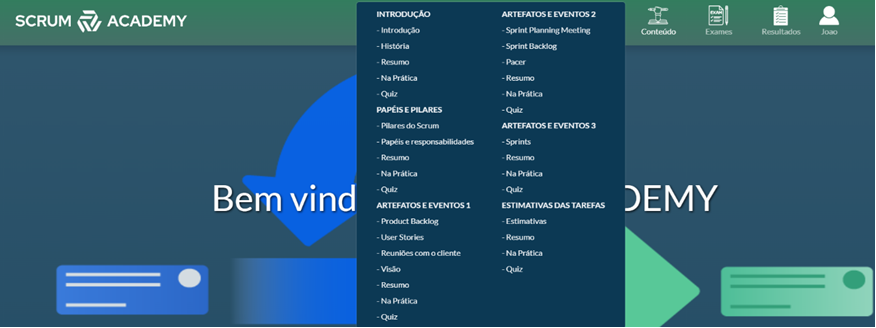 SCRUM ACADEMY
Conteúdo
Exames
Resultados
Joao
INTRODUÇÃO
- Introdução
- História
- Resumo
- Na Prática
- Quiz
PAPÉIS E PILARES
- Pilares do Scrum
- Papéis e responsabilidades
- Resumo
- Na Prática
- Quiz
ARTEFATOS E EVENTOS 1
- Product Backlog
- User Stories
- Reuniões com o cliente
- Visão
- Resumo
- Na Prática
- Quiz
ARTEFATOS E EVENTOS 2
- Sprint Planning Meeting
- Sprint Backlog
- Pacer
- Resumo
- Na Prática
- Quiz
ARTEFATOS E EVENTOS 3
- Sprints
- Resumo
- Na Prática
- Quiz
ESTIMATIVAS DAS TAREFAS
- Estimativas
- Resumo
- Na Prática
- Quiz
Bem vind DEMY